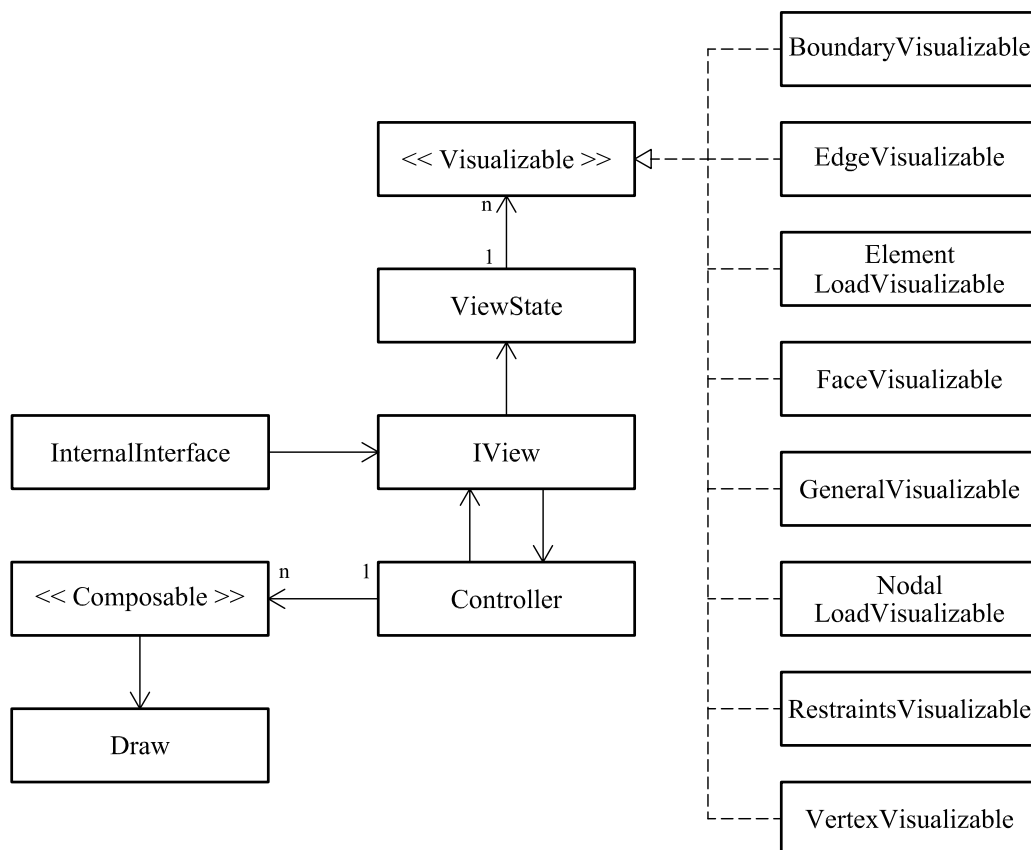 BoundaryVisualizable
<< Visualizable >>
EdgeVisualizable
n
1
ViewState
Element
LoadVisualizable
FaceVisualizable
InternalInterface
IView
GeneralVisualizable
<< Composable >>
n
1
Controller
Nodal
LoadVisualizable
Draw
RestraintsVisualizable
VertexVisualizable